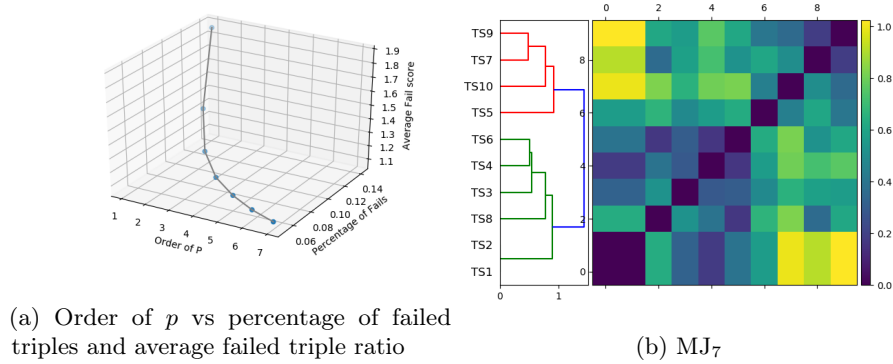 1 2 3 4 5 6 7
Order of P
0.06 0.08 0.10 0.12 0.14
Percentage of Fails
1.1 1.2 1.3 1.4 1.5 1.6 1.7 1.8 1.9
Average Fail score
(a) Order of p vs percentage of failed
triples and average failed triple ratio
0 2 4 6 8
TS9
TS7
TS10
TS5
TS6
TS4
TS3
TS8
TS2
TS1
0 1
8
6
4
2
0
1.0
0.8
0.6
0.4
0.2
0.0
(b) MJ₇